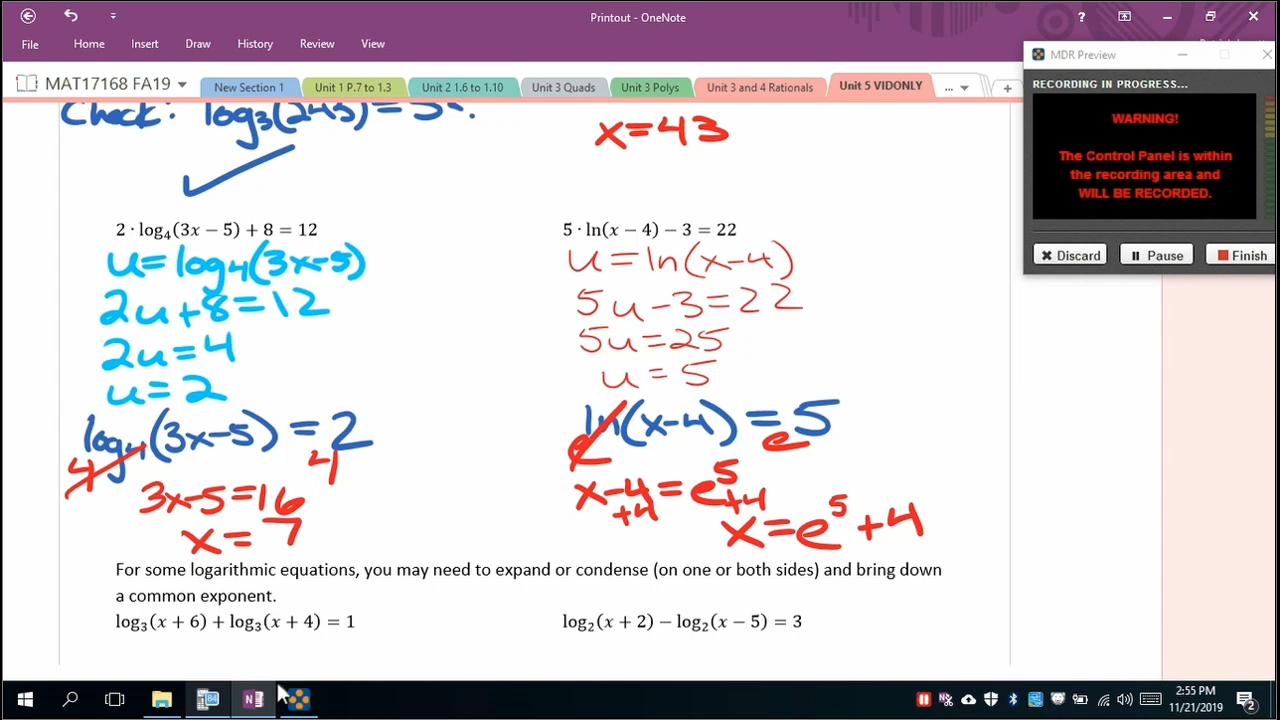 Printout - OneNote
?
File Home Insert Draw History Review View
MAT17168 FA19
New Section 1 Unit 1 P.7 to 1.3 Unit 2 1.6 to 1.10 Unit 3 Quads Unit 3 Polys Unit 3 and 4 Rationals Unit 5 VIDONLY ... +
MDR Preview
RECORDING IN PROGRESS...
WARNING!
The Control Panel is within
the recording area and
WILL BE RECORDED.
Discard Pause Finish
Check: log₃(243) = 5
x=43
2 · log₄(3x − 5) + 8 = 12
u=log₄(3x-5)
2u+8=12
2u=4
u=2
log₄(3x-5)=2
4 4
3x-5=16
x=7
5 · ln(x − 4) − 3 = 22
u=ln(x-4)
5u-3=22
5u=25
u=5
ln(x-4)=5
e e
x-4=e⁵
+4 +4
x=e⁵+4
For some logarithmic equations, you may need to expand or condense (on one or both sides) and bring down
a common exponent.
log₃(x + 6) + log₃(x + 4) = 1
log₂(x + 2) − log₂(x − 5) = 3
2:55 PM
11/21/2019
2